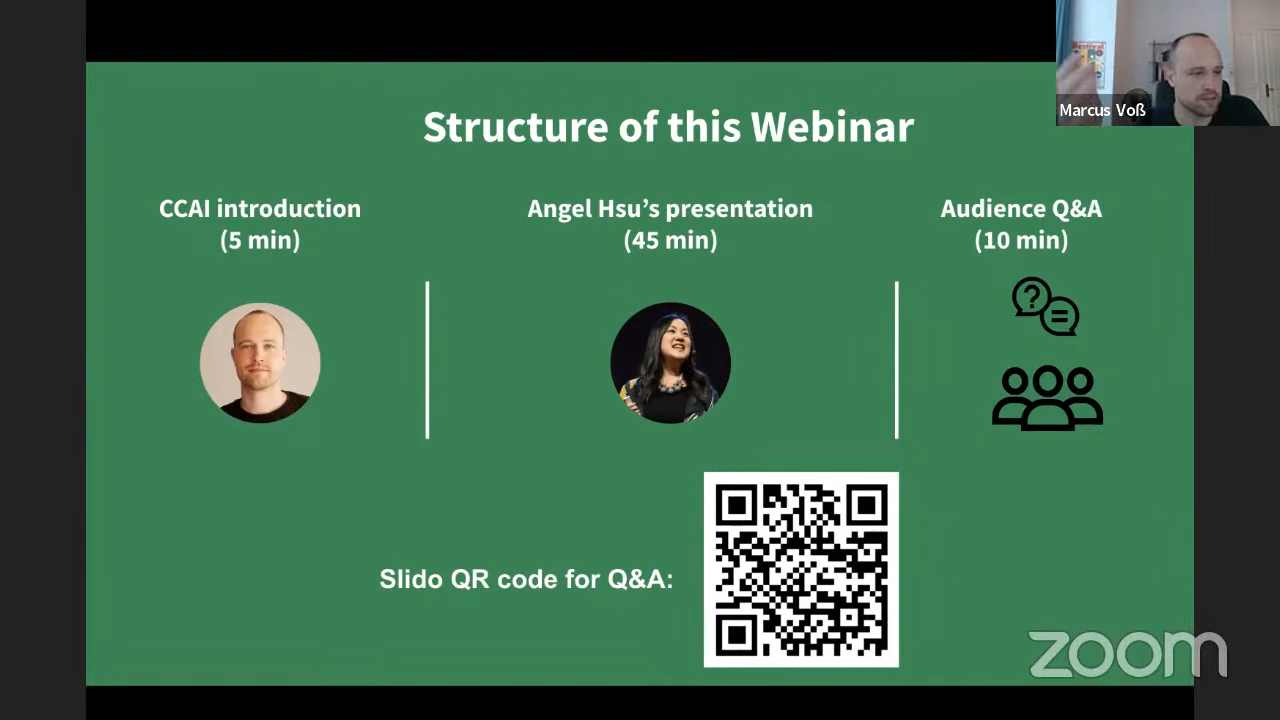 Structure of this Webinar
CCAI introduction
(5 min)
Angel Hsu's presentation
(45 min)
Audience Q&A
(10 min)
Slido QR code for Q&A:
Marcus Voß
Festival
zoom